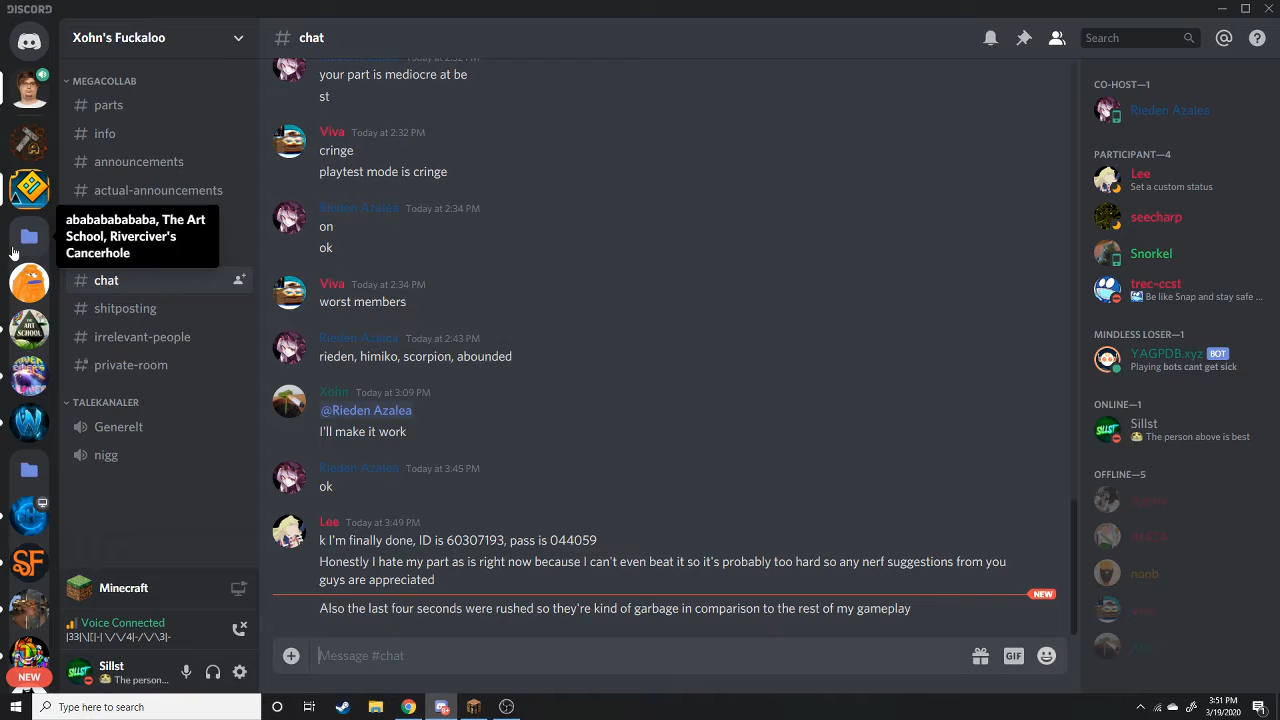 DISCORD
Xohn's Fuckaloo
MEGACOLLAB
parts
info
announcements
actual-announcements
ababababababa, The Art
School, Riverciver's
Cancerhole
chat
shitposting
irrelevant-people
private-room
TALEKANALER
Generelt
nigg
Minecraft
Voice Connected
|33|\[[-| \/\/4|-/\/\3|-
Sillst
The person...
NEW
chat
Search
your part is mediocre at be
st
Viva Today at 2:32 PM
cringe
playtest mode is cringe
Rieden Azalea Today at 2:34 PM
on
ok
Viva Today at 2:34 PM
worst members
Rieden Azalea Today at 2:43 PM
rieden, himiko, scorpion, abounded
Xohn Today at 3:09 PM
@Rieden Azalea
I'll make it work
Rieden Azalea Today at 3:45 PM
ok
Lee Today at 3:49 PM
k I'm finally done, ID is 60307193, pass is 044059
Honestly I hate my part as is right now because I can't even beat it so it's probably too hard so any nerf suggestions from you
guys are appreciated
NEW
Also the last four seconds were rushed so they're kind of garbage in comparison to the rest of my gameplay
Message #chat
GIF
CO-HOST—1
Rieden Azalea
PARTICIPANT—4
Lee
Set a custom status
seecharp
Snorkel
trec-ccst
Be like Snap and stay safe ...
MINDLESS LOSER—1
YAGPDB.xyz BOT
Playing bots cant get sick
ONLINE—1
Sillst
The person above is best
OFFLINE—5
noob
Type here to search
3:51 PM
3/19/2020